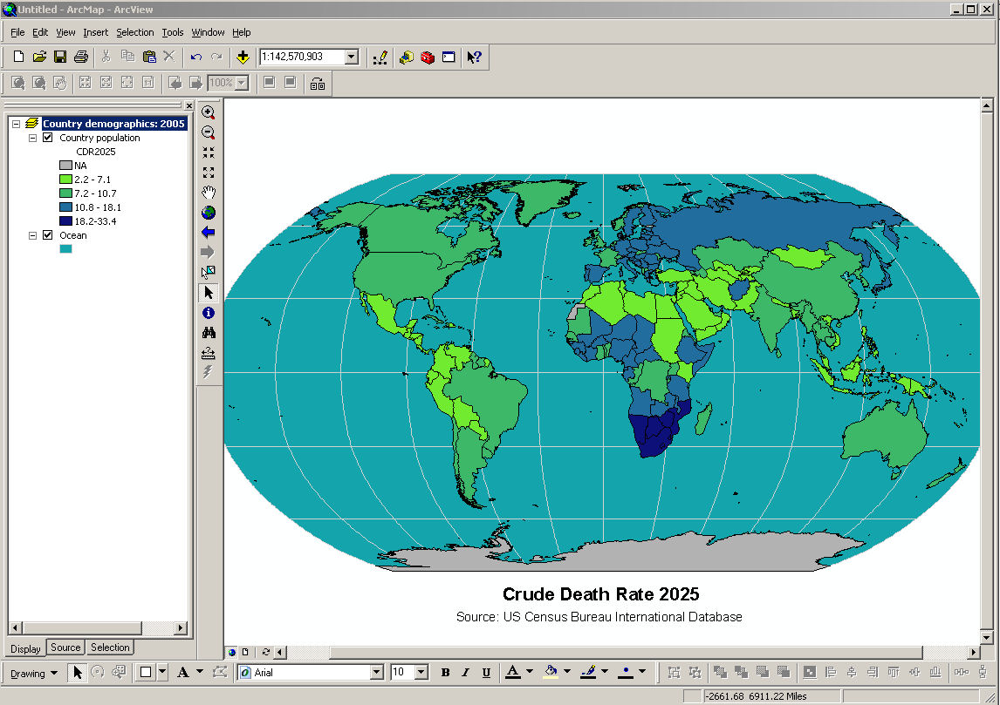 Untitled - ArcMap - ArcView
File Edit View Insert Selection Tools Window Help
1:142,570,903
100%
Country demographics: 2005
Country population
CDR2025
NA
2.2 - 7.1
7.2 - 10.7
10.8 - 18.1
18.2-33.4
Ocean
Crude Death Rate 2025
Source: US Census Bureau International Database
Display Source Selection
Drawing A Arial 10 B I U A
-2661.68 6911.22 Miles